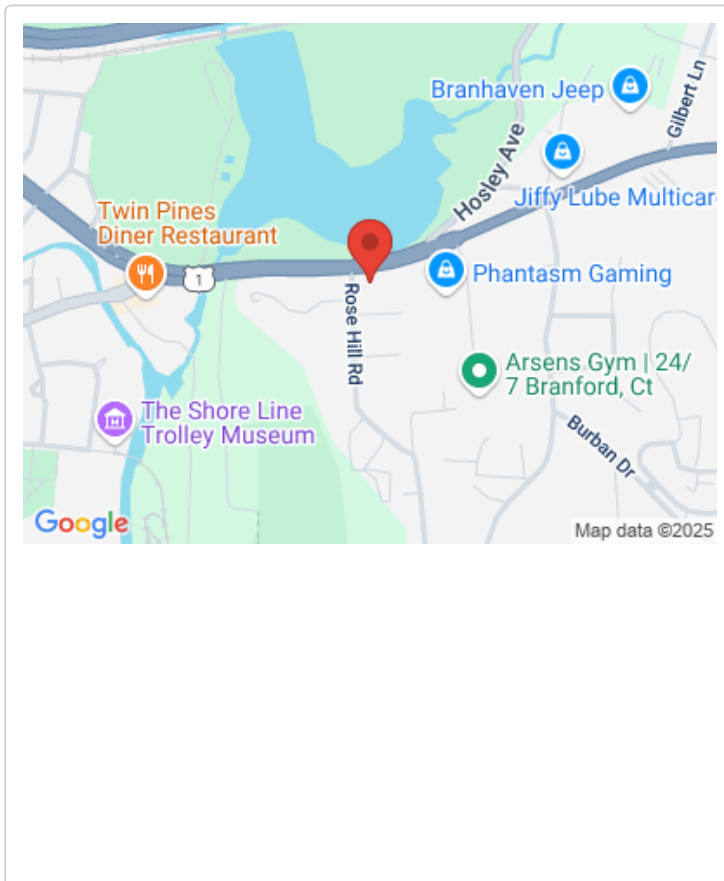 Branhaven Jeep
Gilbert Ln
Hosley Ave
Jiffy Lube Multicar
Twin Pines
Diner Restaurant
1
Phantasm Gaming
Rose Hill Rd
Arsens Gym | 24/
7 Branford, Ct
The Shore Line
Trolley Museum
Burban Dr
Google
Map data ©2025